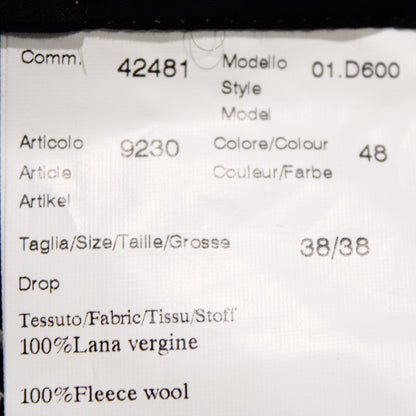 Comm. 42481 Modello 01.D600
Style
Model
Articolo 9230 Colore/Colour 48
Article Couleur/Farbe
Artikel
Taglia/Size/Taille/Grosse 38/38
Drop
Tessuto/Fabric/Tissu/Stoff
100%Lana vergine
100%Fleece wool